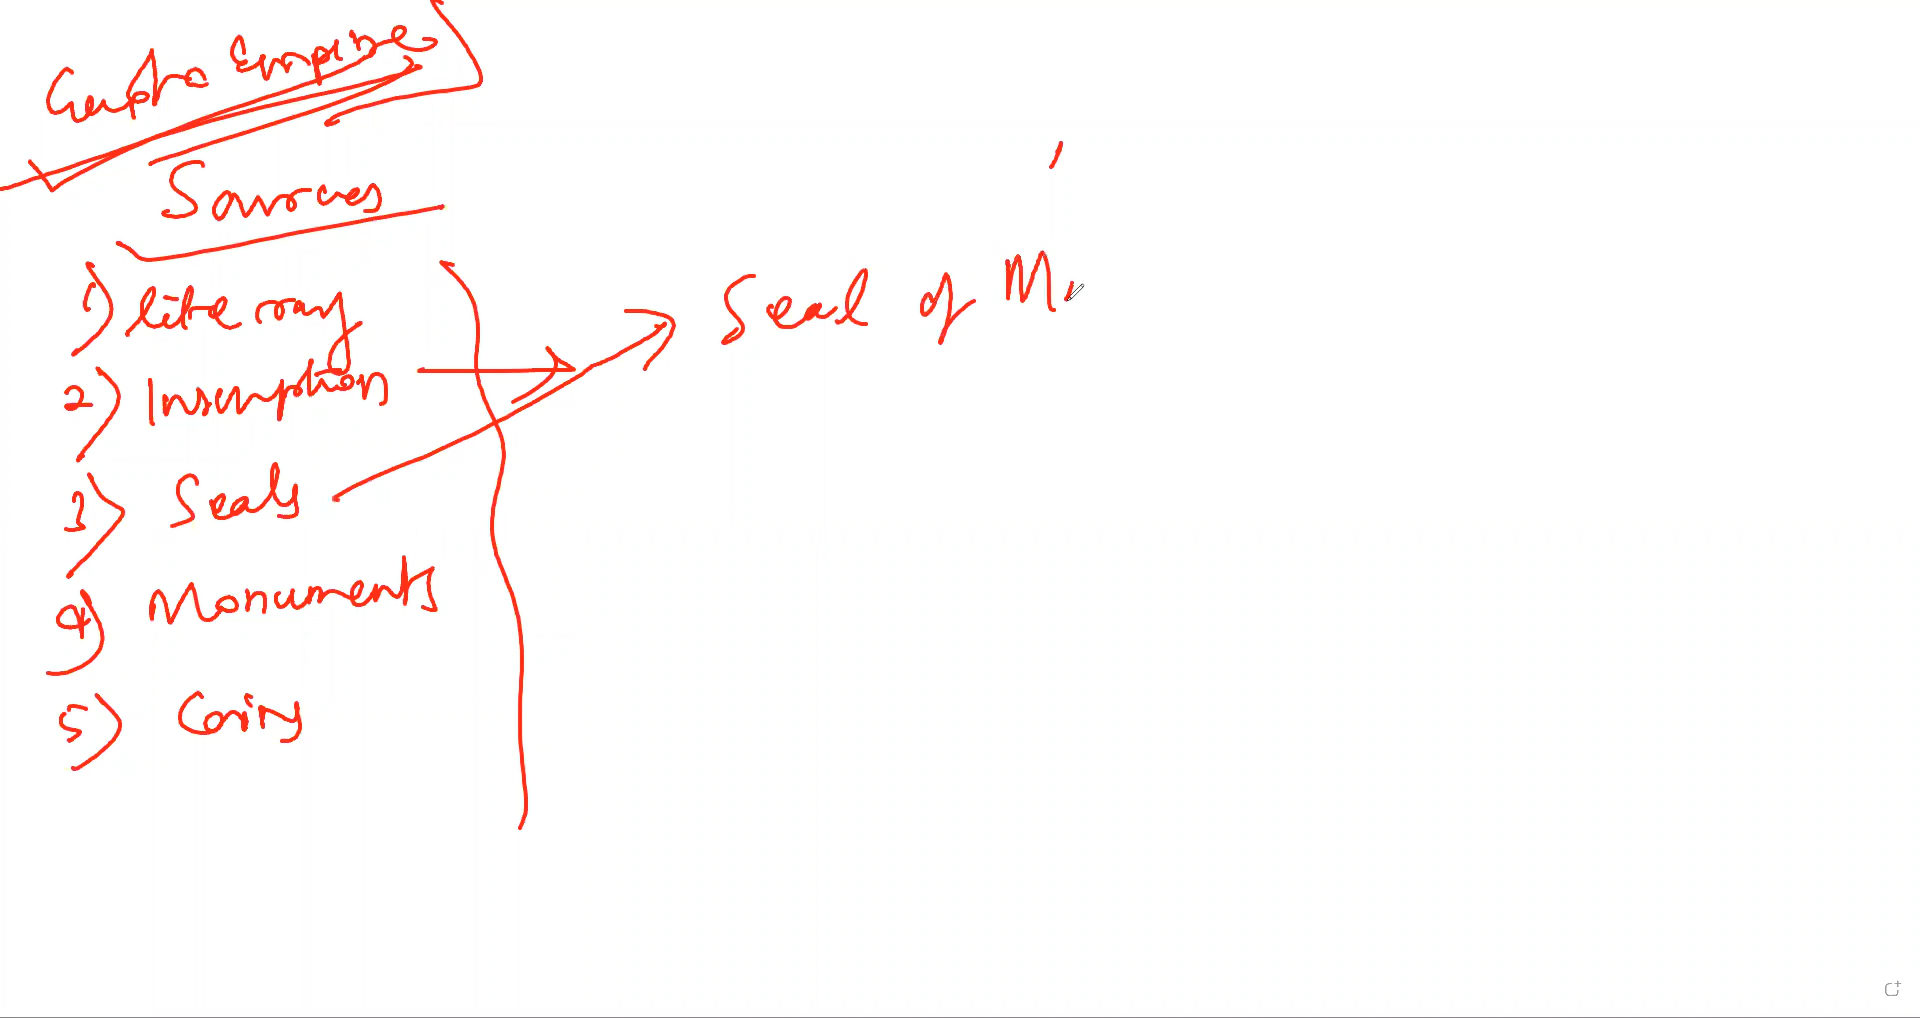 Gupta Empire
Sources
1) literary
2) Inscription
3) Seals
4) Monuments
5) Coins
Seal of M